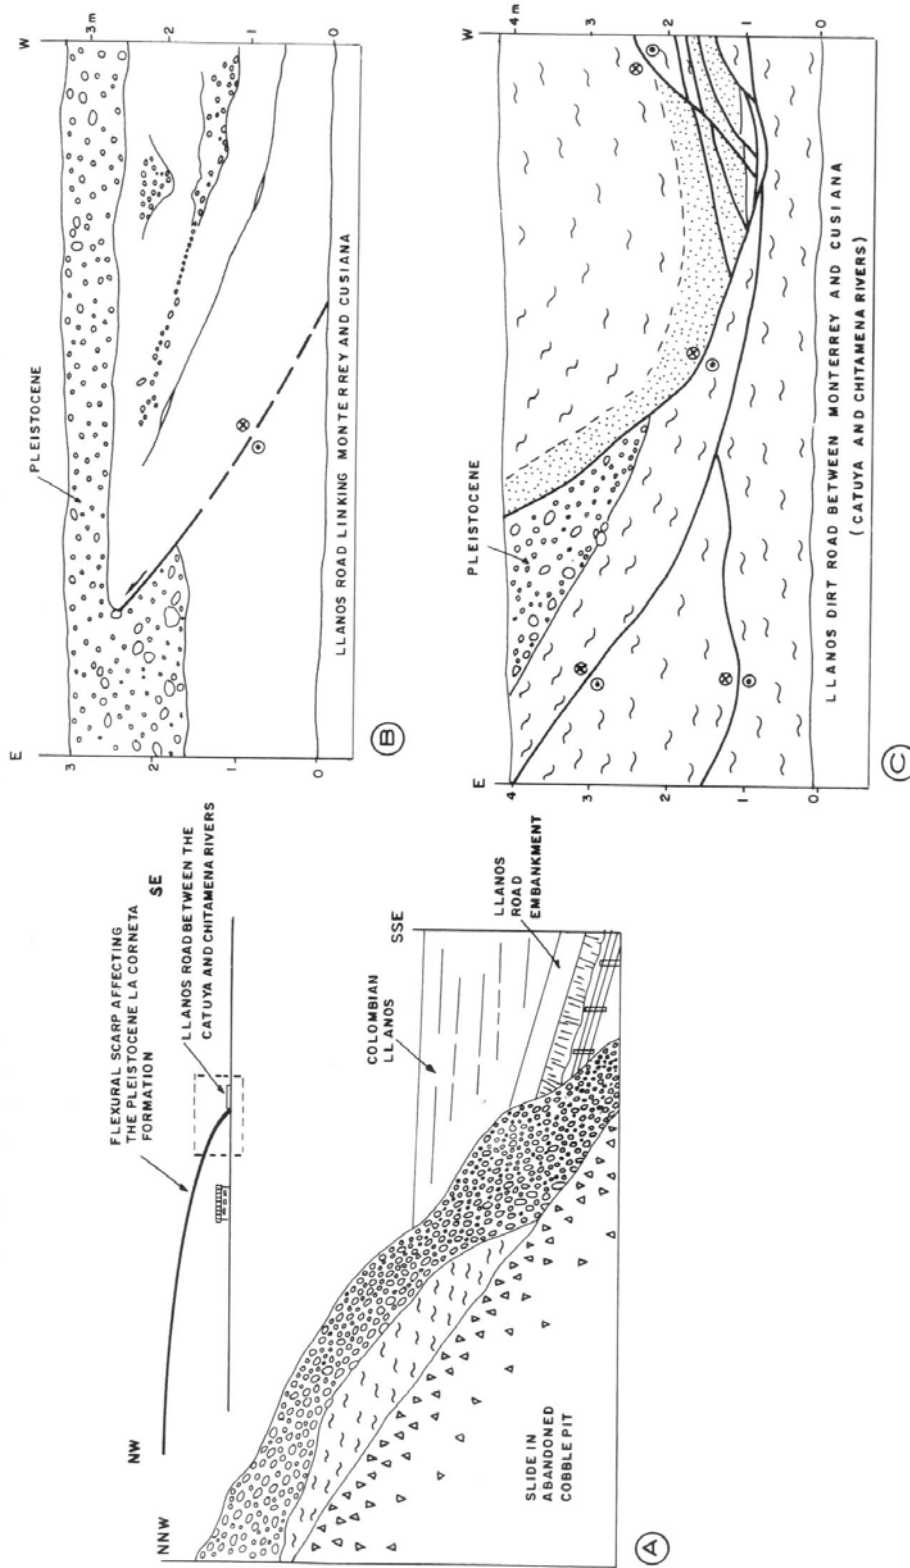 NW
FLEXURAL SCARP AFFECTING
THE PLEISTOCENE LA CORNETA
FORMATION
LLANOS ROAD BETWEEN THE
CATUYA AND CHITAMENA RIVERS
SE
NNW
SSE
COLOMBIAN
LLANOS
LLANOS
ROAD
EMBANKMENT
SLIDE IN
ABANDONED
COBBLE PIT
A
E
W
PLEISTOCENE
3
2
1
0
3m
2
1
0
LLANOS ROAD LINKING MONTERREY AND CUSIANA
B
E
W
PLEISTOCENE
4
3
2
1
0
4m
3
2
1
0
LLANOS DIRT ROAD BETWEEN MONTERREY AND CUSIANA
(CATUYA AND CHITAMENA RIVERS)
C